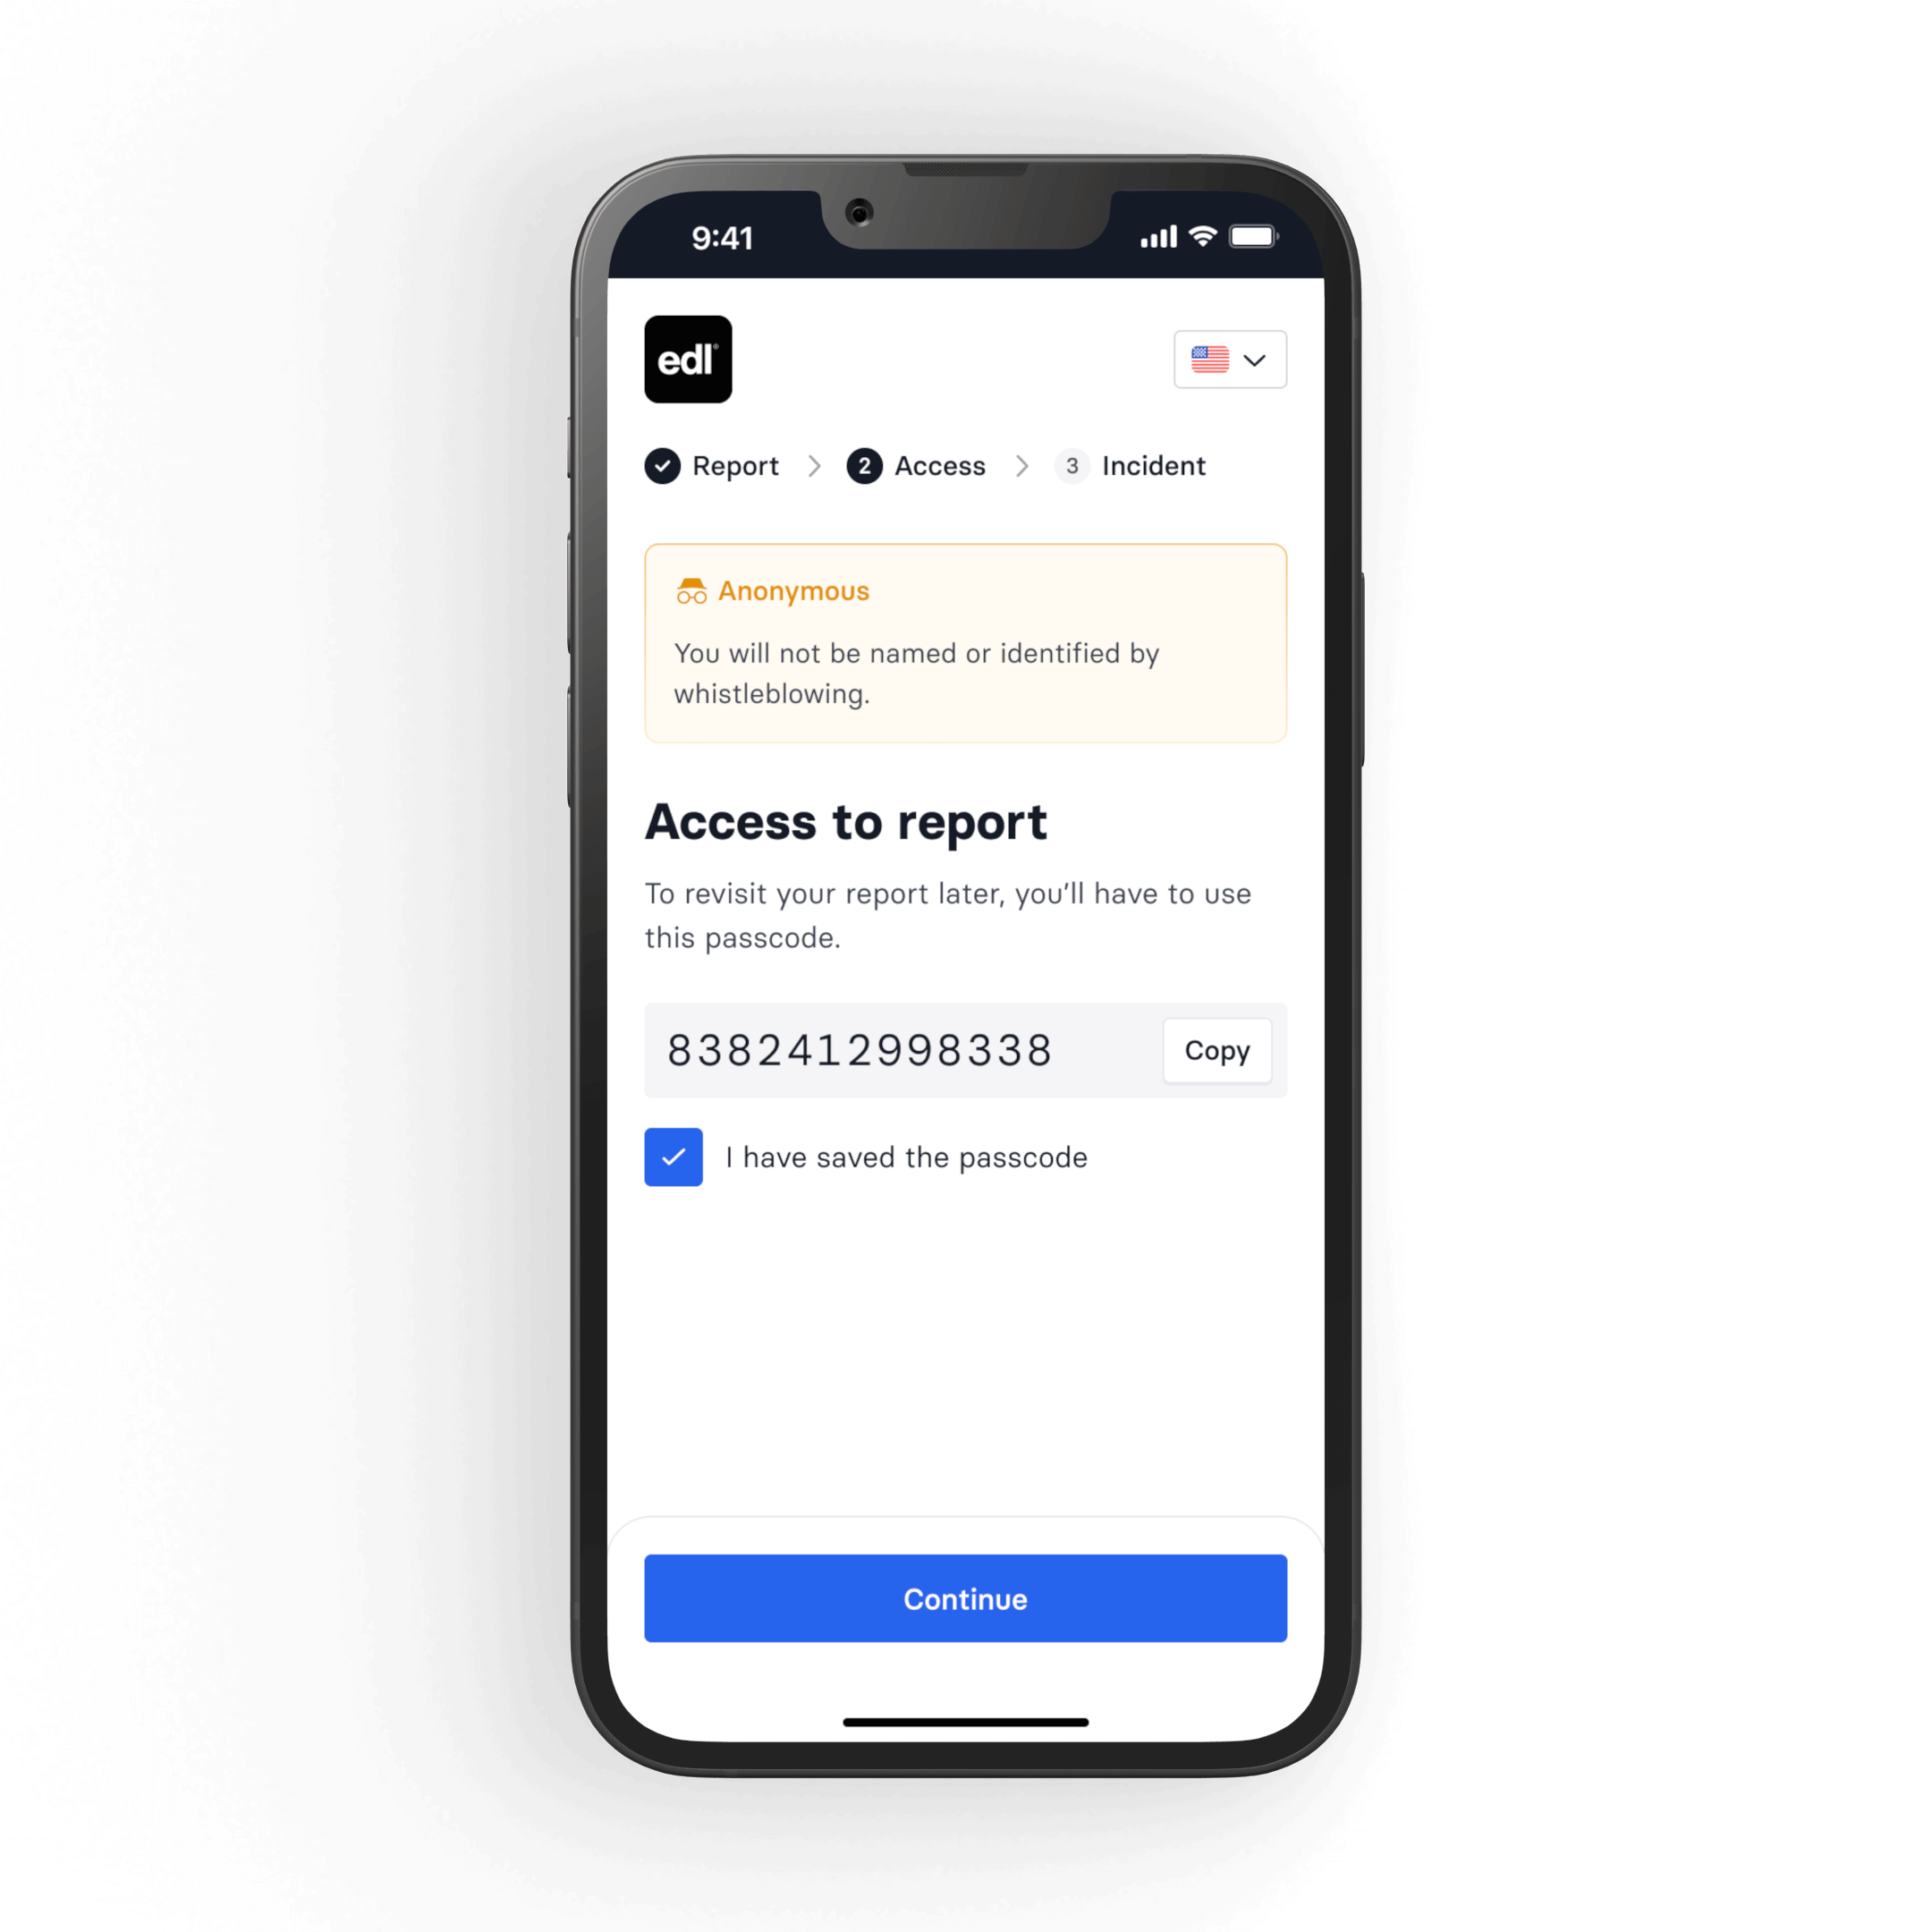 9:41
edl®
Report 2 Access 3 Incident
Anonymous
You will not be named or identified by
whistleblowing.
Access to report
To revisit your report later, you’ll have to use
this passcode.
8382412998338 Copy
I have saved the passcode
Continue